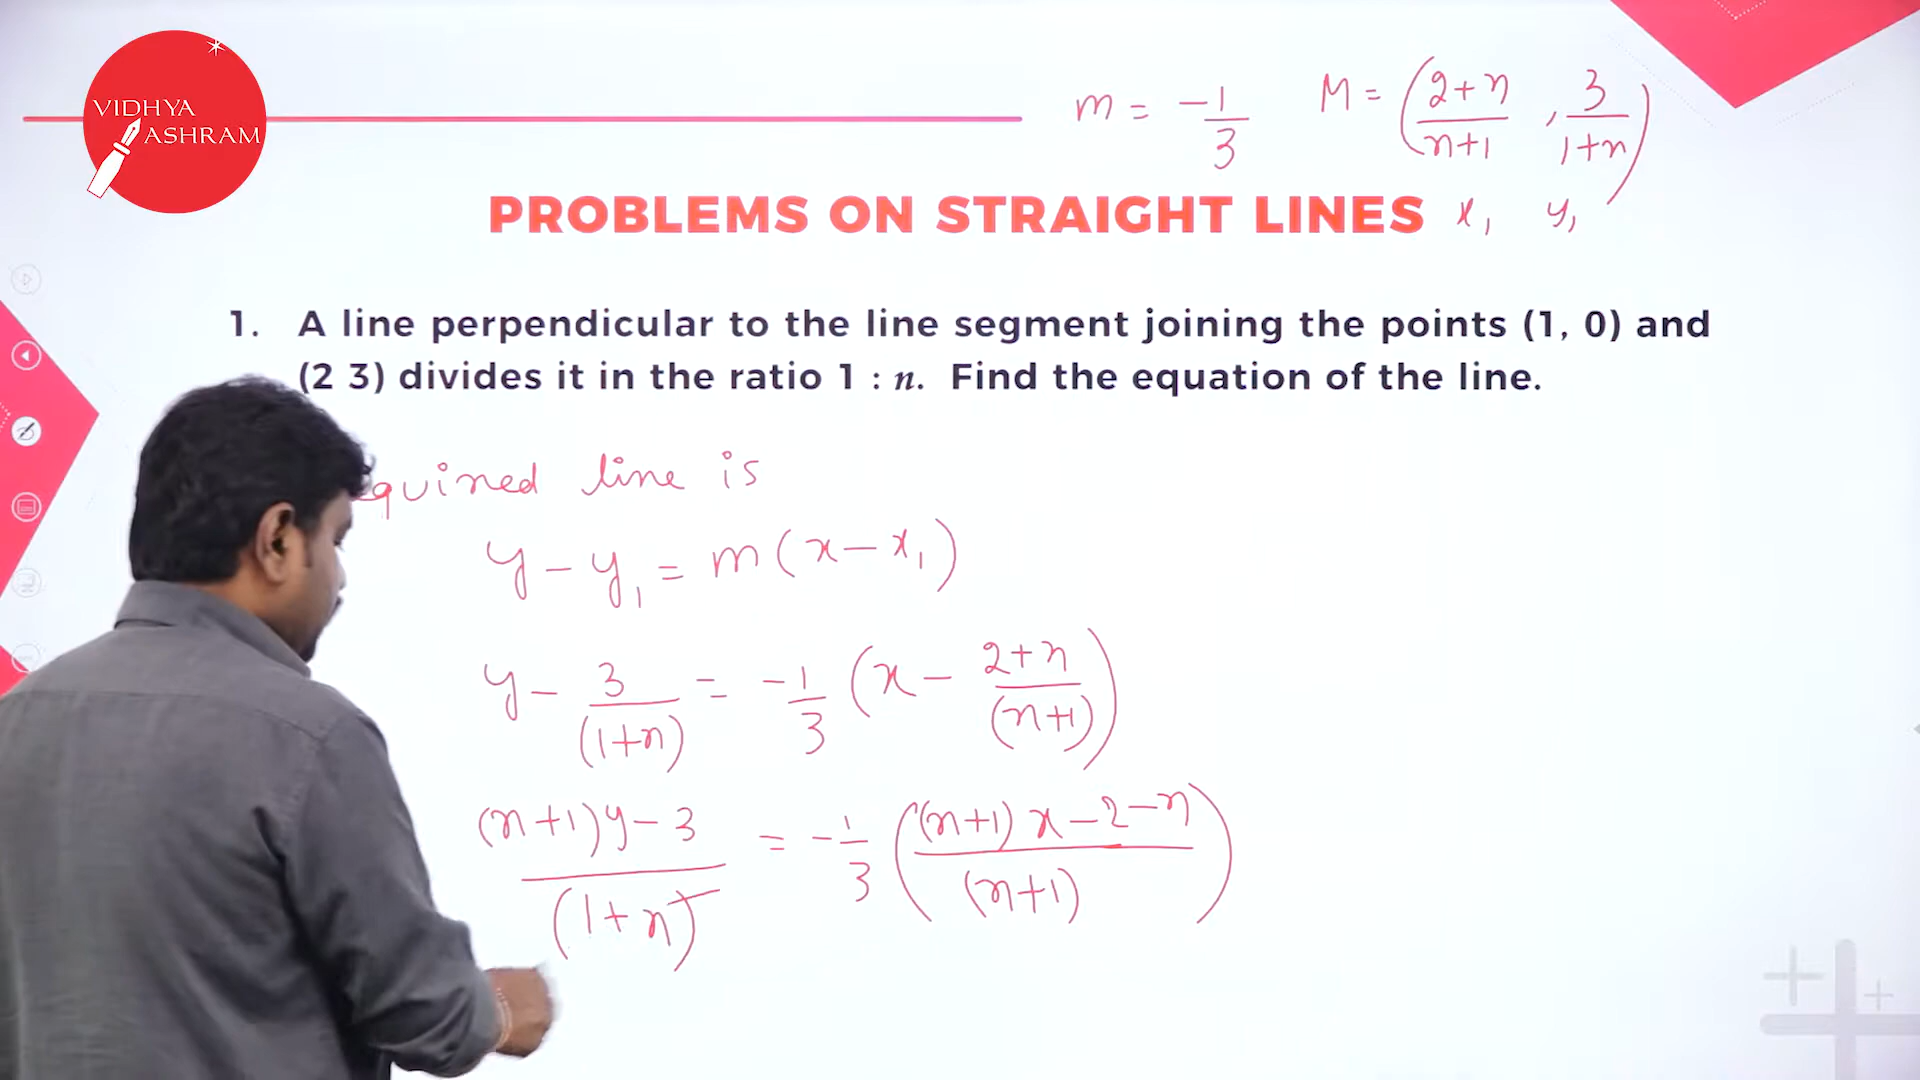 VIDHYA
ASHRAM
m = -1/3 M = (2+n/n+1 , 3/1+n)
PROBLEMS ON STRAIGHT LINES x₁ y₁
1. A line perpendicular to the line segment joining the points (1, 0) and
(2 3) divides it in the ratio 1 : n. Find the equation of the line.
equired line is
y - y₁ = m(x - x₁)
y - 3/(1+n) = -1/3 (x - 2+n/(n+1))
(n+1)y - 3/(1+n) = -1/3 ((n+1)x - 2 - n/(n+1))